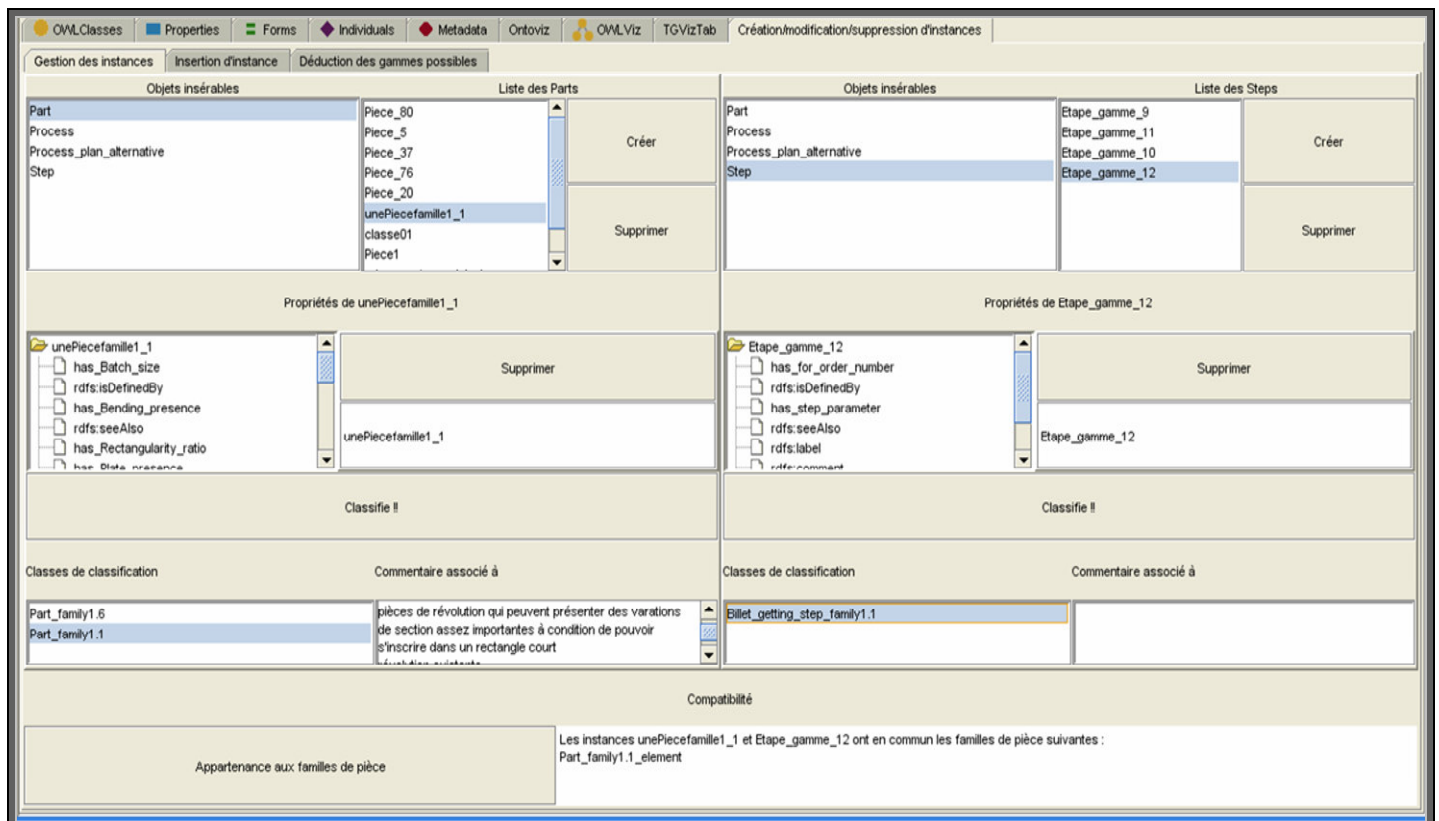 OWLClasses Properties Forms Individuals Metadata Ontoviz OWLViz TGVizTab Création/modification/suppression d'instances
Gestion des instances Insertion d'instance Déduction des gammes possibles
Objets insérables Liste des Parts Objets insérables Liste des Steps
Part
Process
Process_plan_alternative
Step
Piece_80
Piece_5
Piece_37
Piece_76
Piece_20
unePiecefamille1_1
classe01
Piece1
Créer
Supprimer
Part
Process
Process_plan_alternative
Step
Etape_gamme_9
Etape_gamme_11
Etape_gamme_10
Etape_gamme_12
Créer
Supprimer
Propriétés de unePiecefamille1_1
Propriétés de Etape_gamme_12
unePiecefamille1_1
has_Batch_size
rdfs:isDefinedBy
has_Bending_presence
rdfs:seeAlso
has_Rectangularity_ratio
has_Plate_presence
Supprimer
unePiecefamille1_1
Etape_gamme_12
has_for_order_number
rdfs:isDefinedBy
has_step_parameter
rdfs:seeAlso
rdfs:label
rdfs:comment
Supprimer
Etape_gamme_12
Classifie !!
Classifie !!
Classes de classification Commentaire associé à
Classes de classification Commentaire associé à
Part_family1.6
Part_family1.1
pièces de révolution qui peuvent présenter des varations
de section assez importantes à condition de pouvoir
s'inscrire dans un rectangle court
Billet_getting_step_family1.1
Compatibilité
Appartenance aux familles de pièce
Les instances unePiecefamille1_1 et Etape_gamme_12 ont en commun les familles de pièce suivantes :
Part_family1.1_element